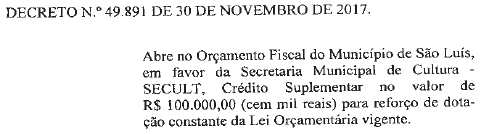 DECRETO N.º 49.891 DE 30 DE NOVEMBRO DE 2017.
Abre no Orçamento Fiscal do Município de São Luís,
em favor da Secretaria Municipal de Cultura -
SECULT, Crédito Suplementar no valor de
R$ 100.000,00 (cem mil reais) para reforço de dota-
ção constante da Lei Orçamentária vigente.